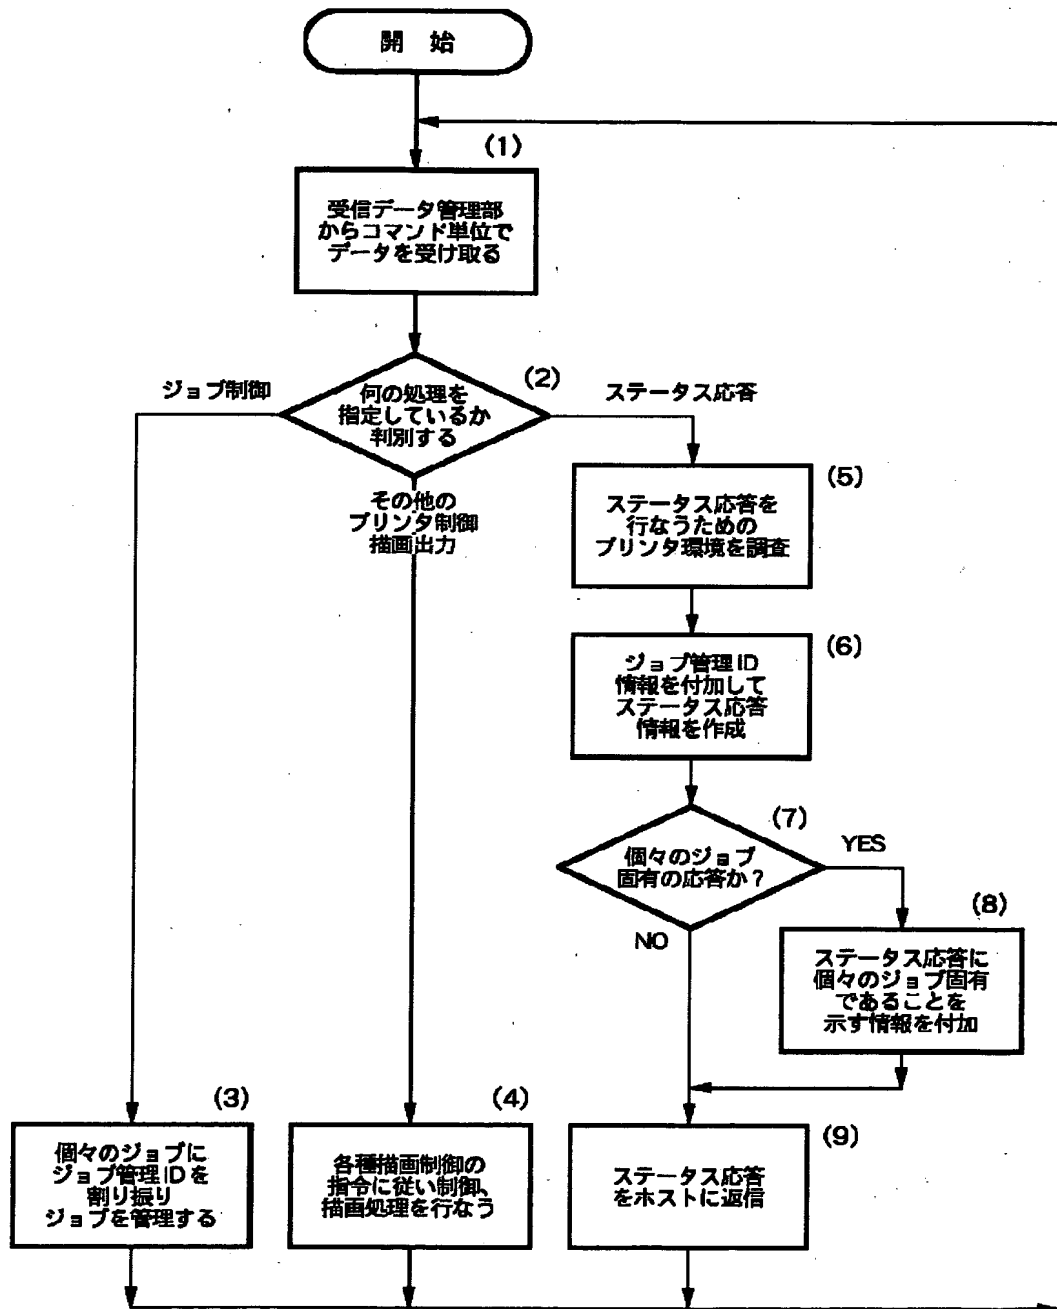 開 始
(1)
受信データ管理部
からコマンド単位で
データを受け取る
(2)
何の処理を
指定しているか
判別する
ジョブ制御
ステータス応答
その他の
プリンタ制御
描画出力
(5)
ステータス応答を
行なうための
プリンタ環境を調査
(6)
ジョブ管理ID
情報を付加して
ステータス応答
情報を作成
(7)
個々のジョブ
固有の応答か？
YES
NO
(8)
ステータス応答に
個々のジョブ固有
であることを
示す情報を付加
(3)
個々のジョブに
ジョブ管理IDを
割り振り
ジョブを管理する
(4)
各種描画制御の
指令に従い制御、
描画処理を行なう
(9)
ステータス応答
をホストに返信